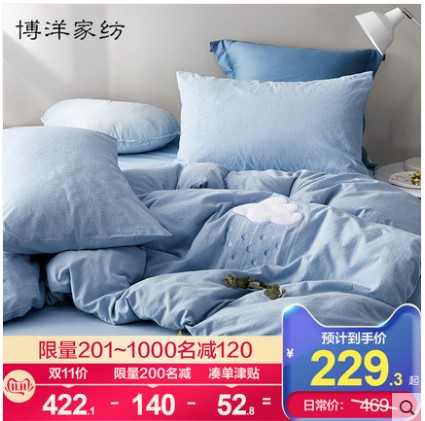 博洋家纺
限量201~1000名减120
双11价 限量200名减 凑单津贴
422.1 - 140 - 52.8 =
预计到手价
¥229.3起
日常价：469